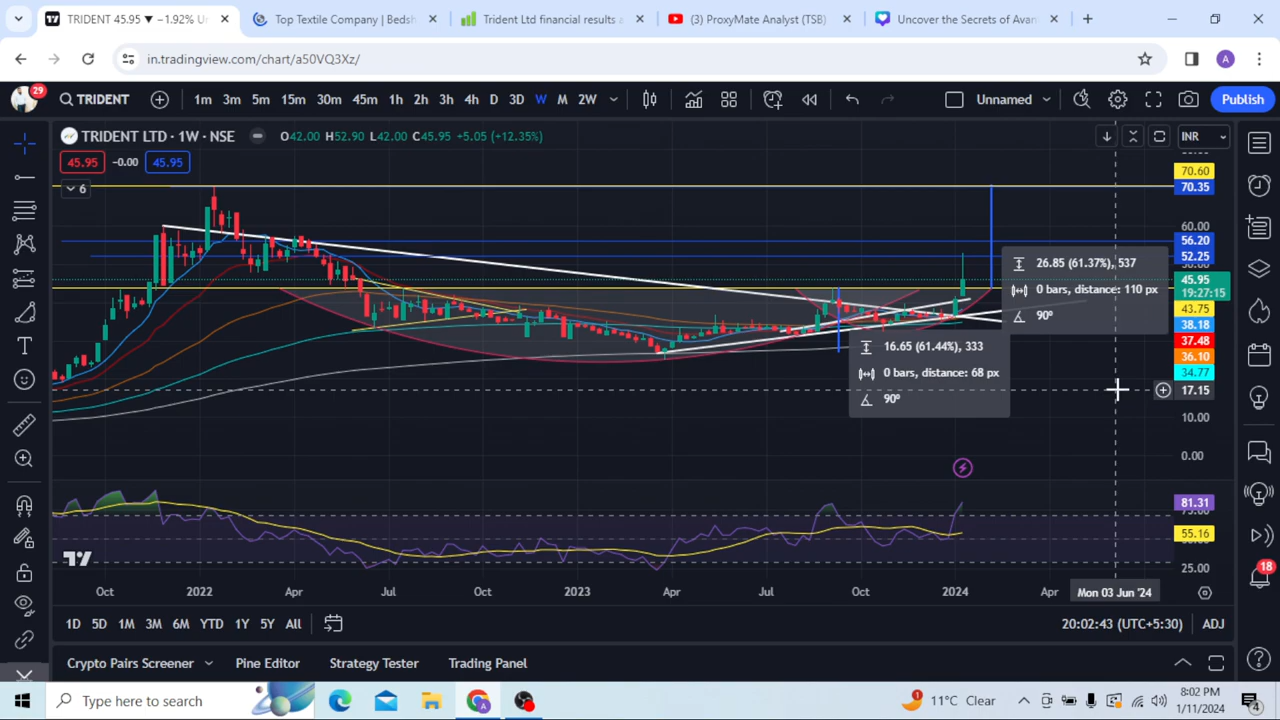 TRIDENT 45.95 ▼ −1.92% Ur
Top Textile Company | Bedsh
Trident Ltd financial results a
(3) ProxyMate Analyst (TSB)
Uncover the Secrets of Avar
in.tradingview.com/chart/a50VQ3Xz/
A
29
TRIDENT
1m 3m 5m 15m 30m 45m 1h 2h 3h 4h D 3D W M 2W
Unnamed
Publish
TRIDENT LTD · 1W · NSE
O42.00 H52.90 L42.00 C45.95 +5.05 (+12.35%)
INR
45.95 -0.00 45.95
6
70.60
70.35
60.00
56.20
52.25
45.95
19:27:15
43.75
38.18
37.48
36.10
34.77
17.15
10.00
0.00
26.85 (61.37%), 537
0 bars, distance: 110 px
90º
16.65 (61.44%), 333
0 bars, distance: 68 px
90º
81.31
55.16
25.00
Oct 2022 Apr Jul Oct 2023 Apr Jul Oct 2024 Apr Mon 03 Jun '24
18
1D 5D 1M 3M 6M YTD 1Y 5Y All
20:02:43 (UTC+5:30) ADJ
Crypto Pairs Screener Pine Editor Strategy Tester Trading Panel
Type here to search
A
11°C Clear
8:02 PM
1/11/2024
4